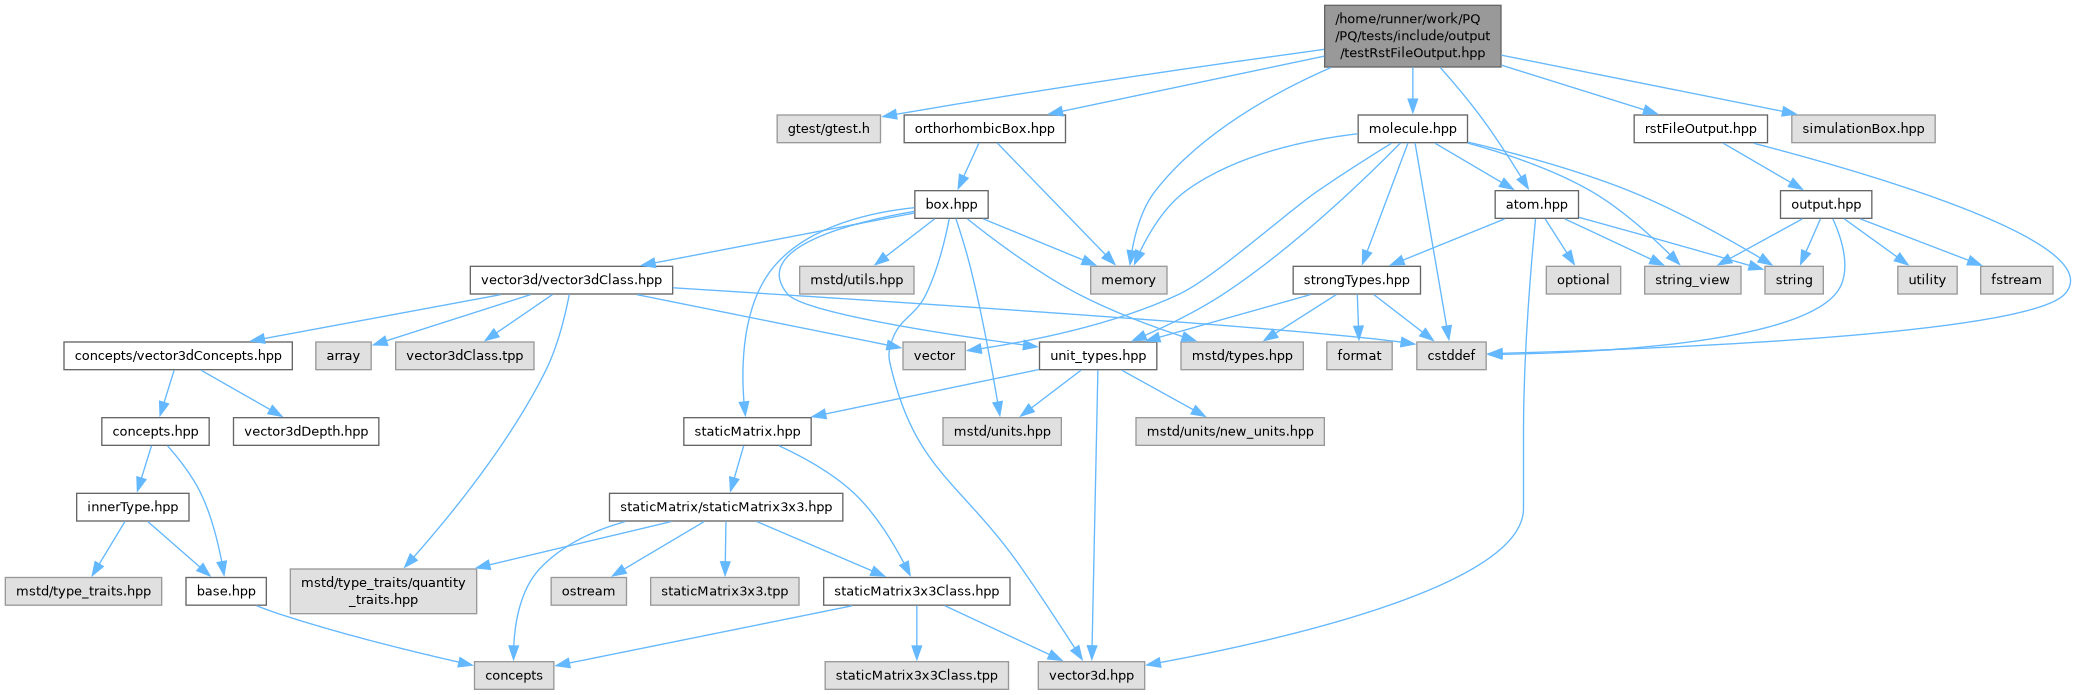 /home/runner/work/PQ
/PQ/tests/include/output
/testRstFileOutput.hpp
gtest/gtest.h
orthorhombicBox.hpp
molecule.hpp
rstFileOutput.hpp
simulationBox.hpp
box.hpp
atom.hpp
output.hpp
vector3d/vector3dClass.hpp
mstd/utils.hpp
memory
strongTypes.hpp
optional
string_view
string
utility
fstream
concepts/vector3dConcepts.hpp
array
vector3dClass.tpp
vector
unit_types.hpp
mstd/types.hpp
format
cstddef
concepts.hpp
vector3dDepth.hpp
staticMatrix.hpp
mstd/units.hpp
mstd/units/new_units.hpp
innerType.hpp
staticMatrix/staticMatrix3x3.hpp
mstd/type_traits.hpp
base.hpp
mstd/type_traits/quantity
_traits.hpp
ostream
staticMatrix3x3.tpp
staticMatrix3x3Class.hpp
concepts
staticMatrix3x3Class.tpp
vector3d.hpp